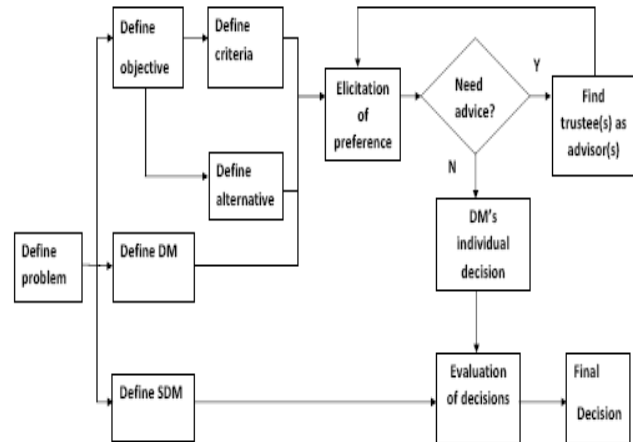 Define
objective
Define
criteria
Elicitation
of
preference
Need
advice?
Y
Find
trustee(s) as
advisor(s)
N
Define
alternative
Define
problem
Define DM
DM's
individual
decision
Define SDM
Evaluation
of decisions
Final
Decision